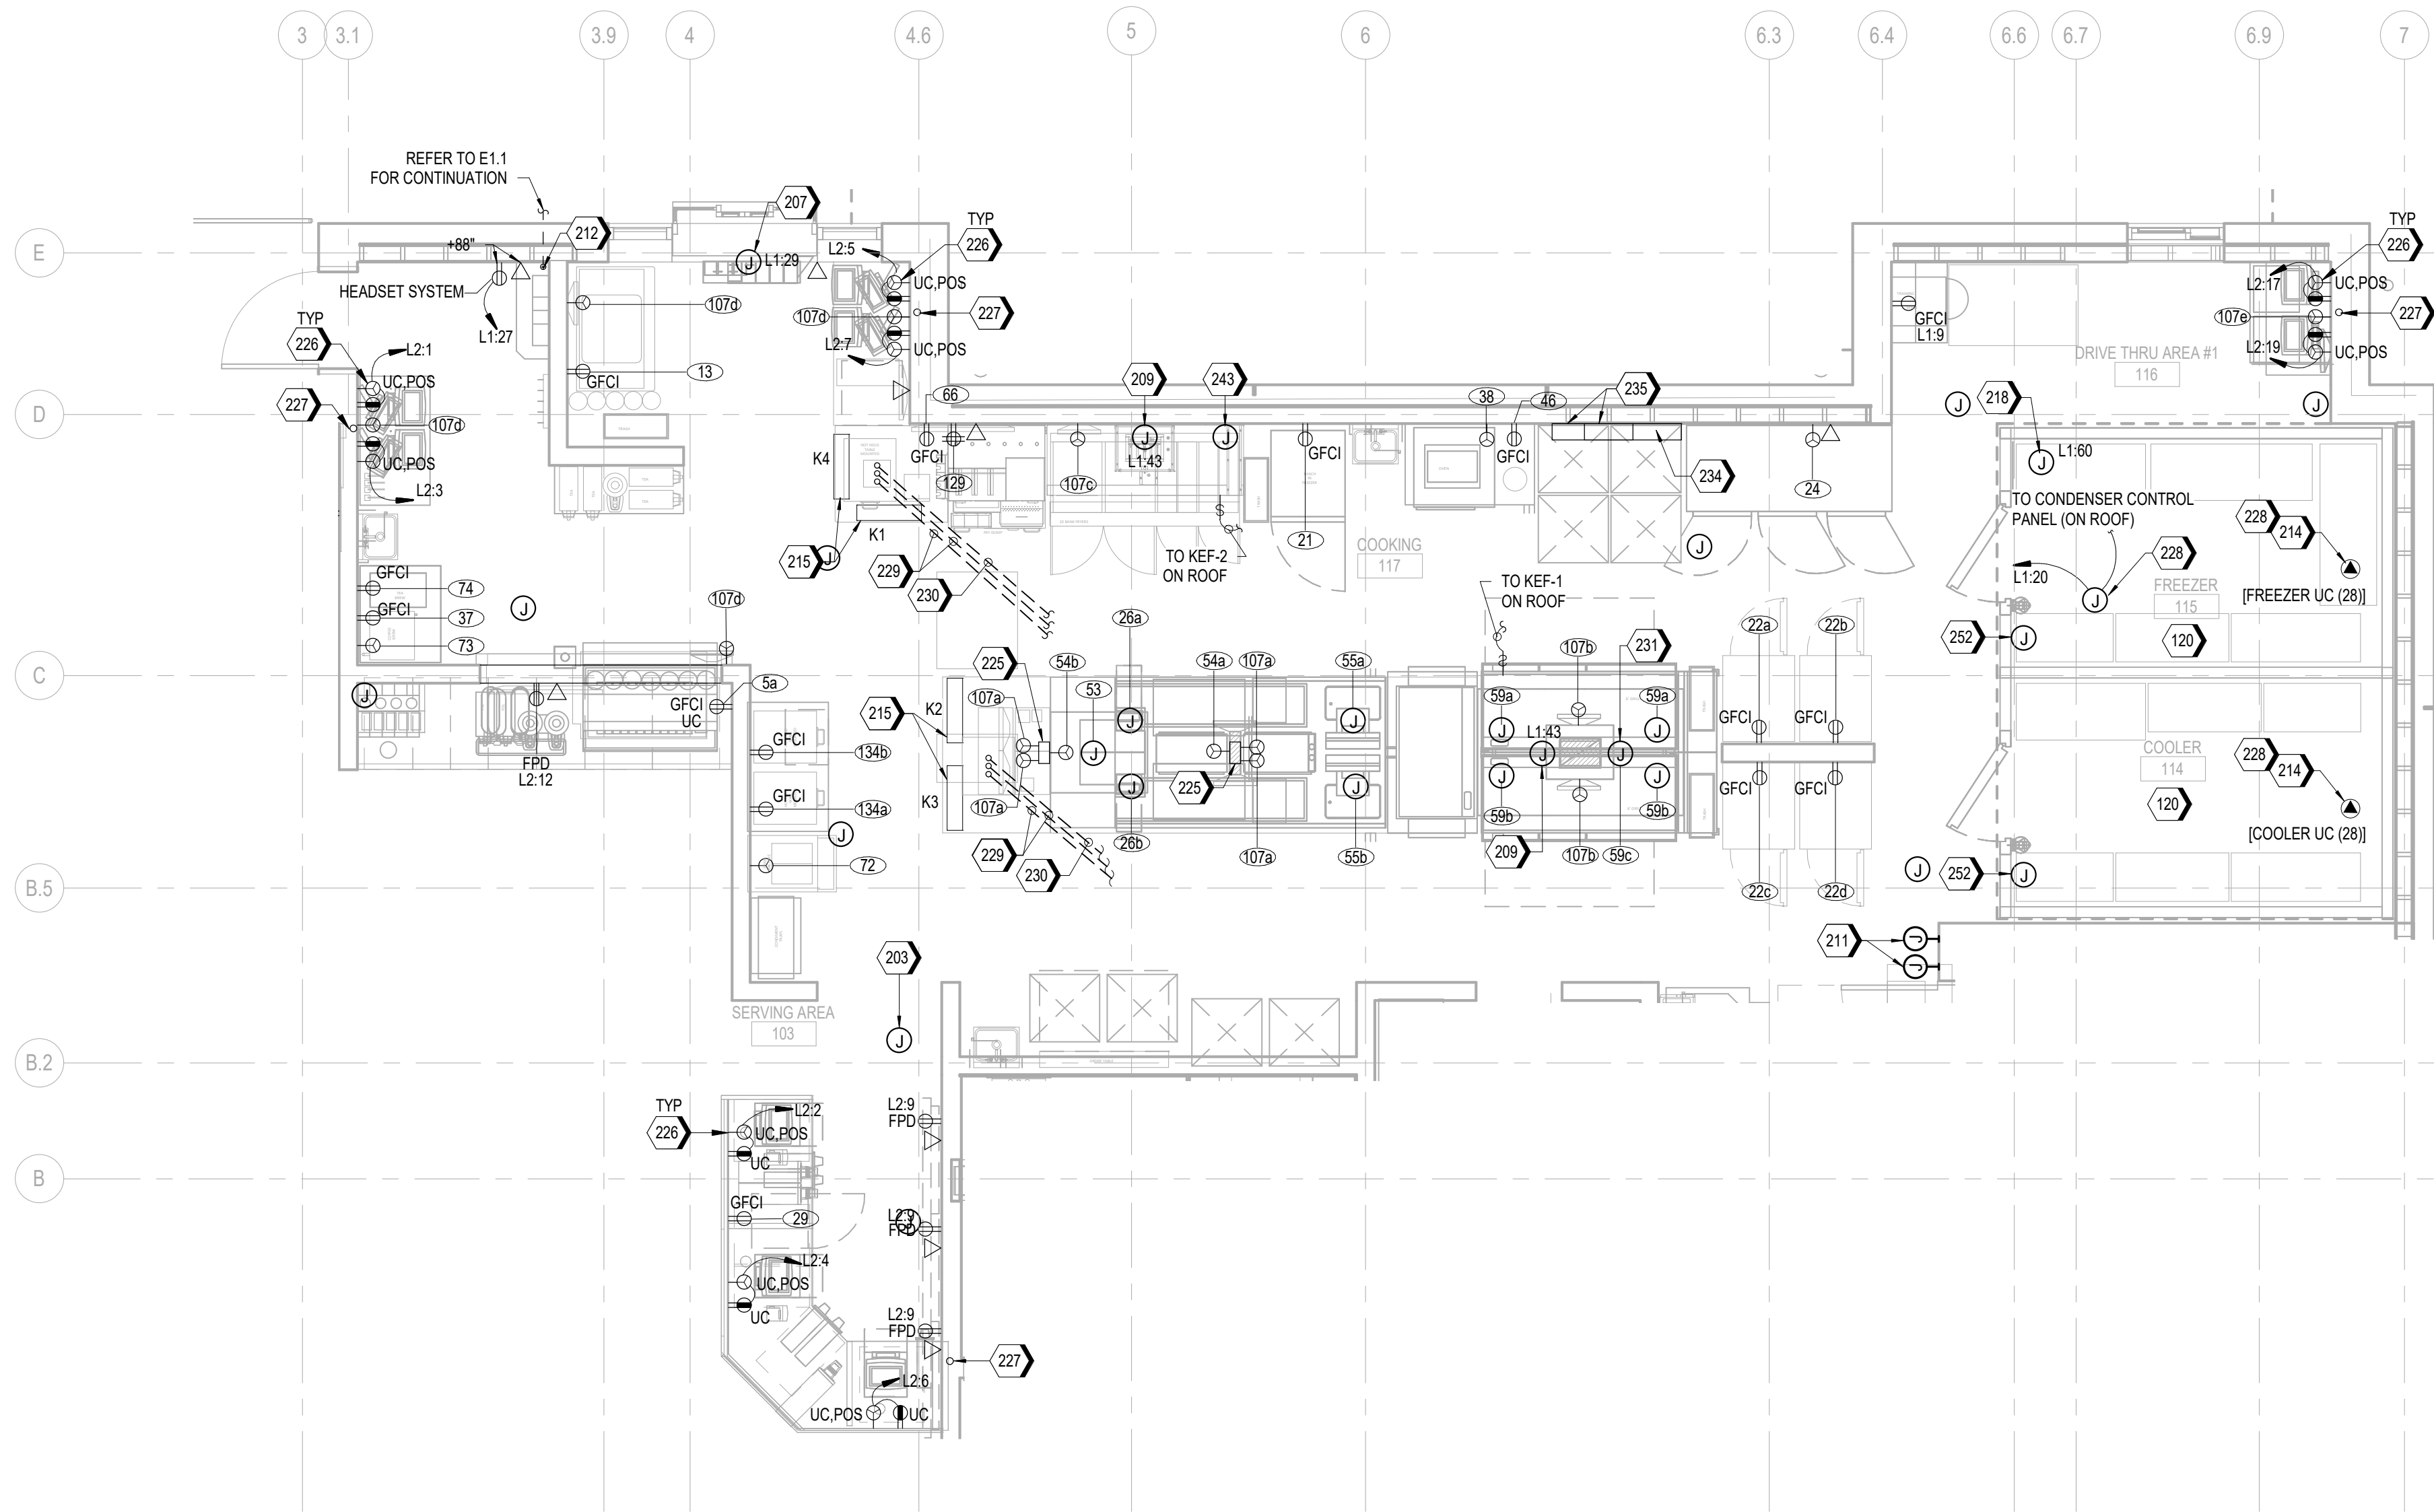 3
3.1
3.9
4
4.6
5
6
6.3
6.4
6.6
6.7
6.9
7
REFER TO E1.1
FOR CONTINUATION
207
212
TYP
226
TYP
226
E
+88"
L2:5
J
L1:29
HEADSET SYSTEM
UC,POS
L2:17
UC,POS
107d
107d
227
GFCI
L1:9
107e
227
L1:27
TYP
226
L2:1
L2:7
UC,POS
L2:19
UC,POS
DRIVE THRU AREA #1
116
13
GFCI
UC,POS
209
243
235
38
46
66
218
J
J
D
227
107d
J
J
L1:43
GFCI
GFCI
GFCI
K4
L1:60
J
UC,POS
L2:3
129
107c
234
24
TO CONDENSER CONTROL
PANEL (ON ROOF)
228
214
K1
21
COOKING
117
J
228
215
J
229
TO KEF-2
ON ROOF
L1:20
J
FREEZER
115
[FREEZER UC (28)]
GFCI
74
230
TO KEF-1
ON ROOF
107d
J
GFCI
37
26a
22a
22b
252
J
120
73
C
225
54b
54a
107a
55a
107b
231
5a
53
107a
59a
59a
J
GFCI
UC
215
K2
J
J
J
J
GFCI
GFCI
GFCI
134b
L1:43
J
J
J
COOLER
114
228
214
FPD
L2:12
K3
107a
225
J
J
J
J
GFCI
GFCI
120
GFCI
134a
59b
59b
[COOLER UC (28)]
J
229
26b
107a
55b
209
107b
59c
72
230
J
252
J
B.5
22c
22d
211
J
J
203
SERVING AREA
103
J
B.2
TYP
226
L2:2
UC,POS
UC
L2:9
FPD
B
GFCI
29
L2:9
FPD
J
L2:4
UC,POS
UC
L2:9
FPD
227
L2:6
UC,POS
UC